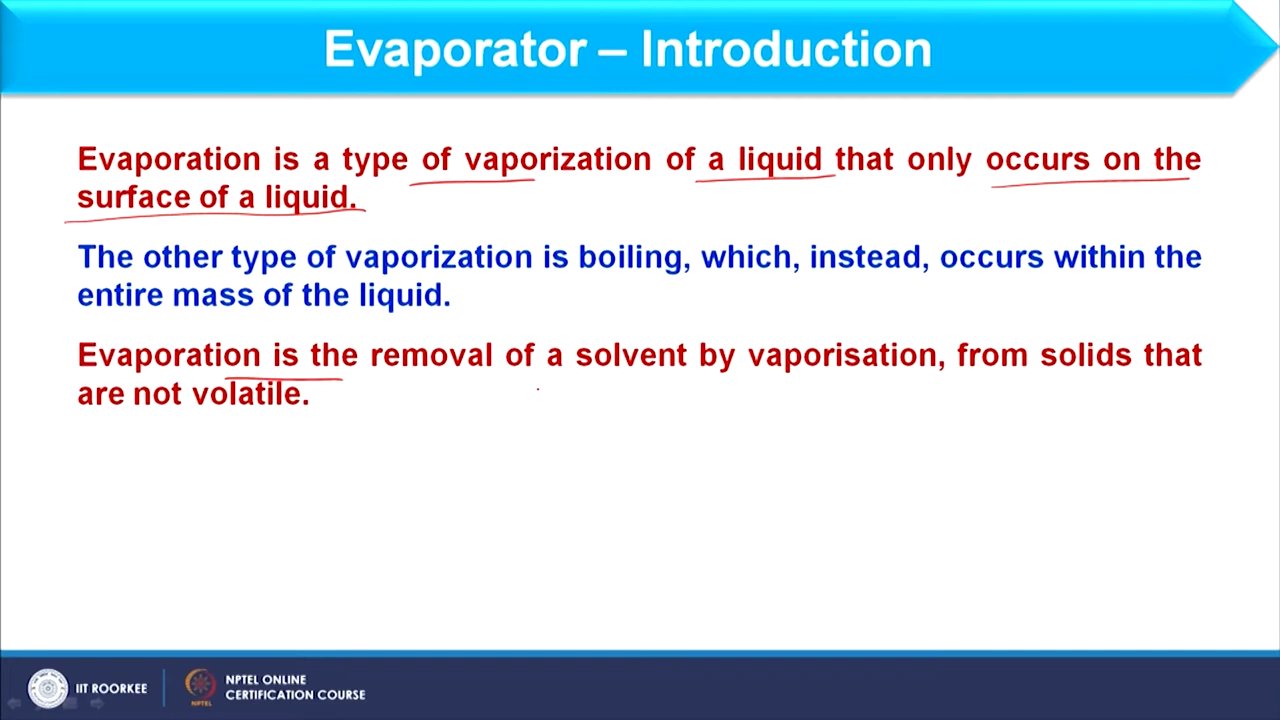 Evaporator – Introduction
Evaporation is a type of vaporization of a liquid that only occurs on the
surface of a liquid.
The other type of vaporization is boiling, which, instead, occurs within the
entire mass of the liquid.
Evaporation is the removal of a solvent by vaporisation, from solids that
are not volatile.
IIT ROORKEE
NPTEL ONLINE
CERTIFICATION COURSE
NPTEL